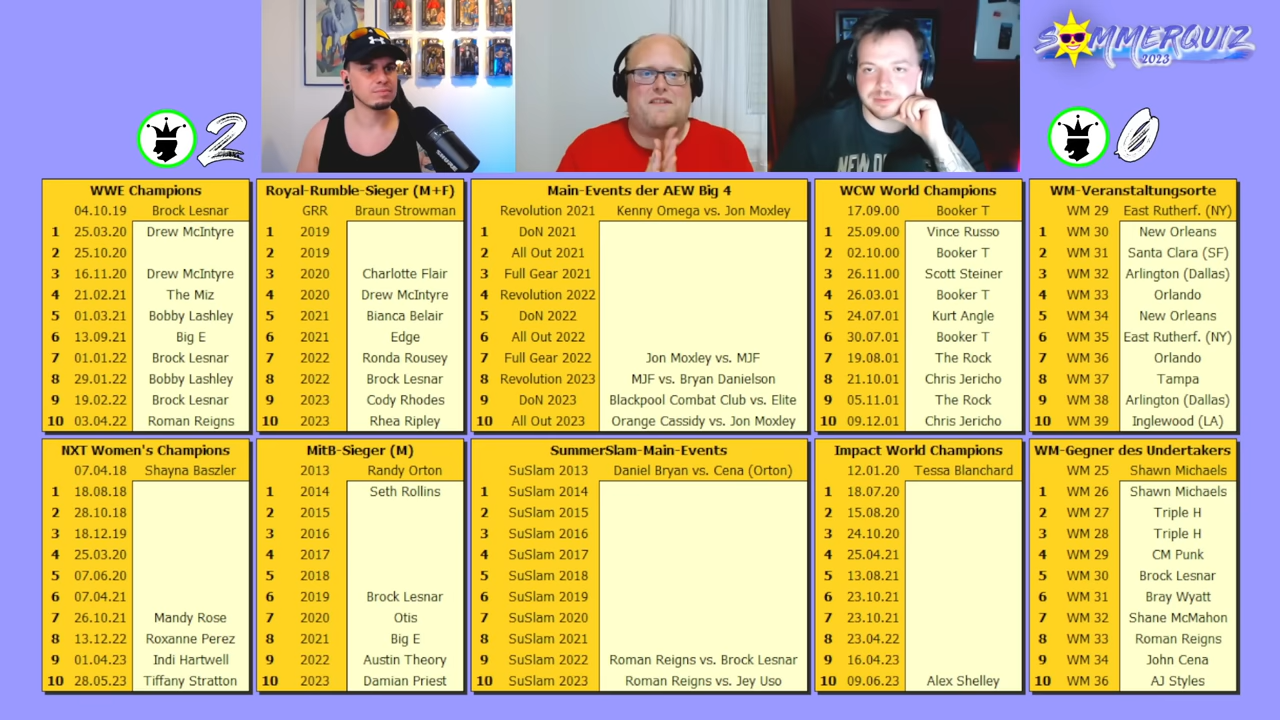 SOMMERQUIZ
2023
2
0
NEW
WWE Champions
04.10.19 Brock Lesnar
1 25.03.20 Drew McIntyre
2 25.10.20
3 16.11.20 Drew McIntyre
4 21.02.21 The Miz
5 01.03.21 Bobby Lashley
6 13.09.21 Big E
7 01.01.22 Brock Lesnar
8 29.01.22 Bobby Lashley
9 19.02.22 Brock Lesnar
10 03.04.22 Roman Reigns
Royal-Rumble-Sieger (M+F)
GRR Braun Strowman
1 2019
2 2019
3 2020 Charlotte Flair
4 2020 Drew McIntyre
5 2021 Bianca Belair
6 2021 Edge
7 2022 Ronda Rousey
8 2022 Brock Lesnar
9 2023 Cody Rhodes
10 2023 Rhea Ripley
Main-Events der AEW Big 4
Revolution 2021 Kenny Omega vs. Jon Moxley
1 DoN 2021
2 All Out 2021
3 Full Gear 2021
4 Revolution 2022
5 DoN 2022
6 All Out 2022
7 Full Gear 2022 Jon Moxley vs. MJF
8 Revolution 2023 MJF vs. Bryan Danielson
9 DoN 2023 Blackpool Combat Club vs. Elite
10 All Out 2023 Orange Cassidy vs. Jon Moxley
WCW World Champions
17.09.00 Booker T
1 25.09.00 Vince Russo
2 02.10.00 Booker T
3 26.11.00 Scott Steiner
4 26.03.01 Booker T
5 24.07.01 Kurt Angle
6 30.07.01 Booker T
7 19.08.01 The Rock
8 21.10.01 Chris Jericho
9 05.11.01 The Rock
10 09.12.01 Chris Jericho
WM-Veranstaltungsorte
WM 29 East Rutherf. (NY)
1 WM 30 New Orleans
2 WM 31 Santa Clara (SF)
3 WM 32 Arlington (Dallas)
4 WM 33 Orlando
5 WM 34 New Orleans
6 WM 35 East Rutherf. (NY)
7 WM 36 Orlando
8 WM 37 Tampa
9 WM 38 Arlington (Dallas)
10 WM 39 Inglewood (LA)
NXT Women's Champions
07.04.18 Shayna Baszler
1 18.08.18
2 28.10.18
3 18.12.19
4 25.03.20
5 07.06.20
6 07.04.21
7 26.10.21 Mandy Rose
8 13.12.22 Roxanne Perez
9 01.04.23 Indi Hartwell
10 28.05.23 Tiffany Stratton
MitB-Sieger (M)
2013 Randy Orton
1 2014 Seth Rollins
2 2015
3 2016
4 2017
5 2018
6 2019 Brock Lesnar
7 2020 Otis
8 2021 Big E
9 2022 Austin Theory
10 2023 Damian Priest
SummerSlam-Main-Events
SuSlam 2013 Daniel Bryan vs. Cena (Orton)
1 SuSlam 2014
2 SuSlam 2015
3 SuSlam 2016
4 SuSlam 2017
5 SuSlam 2018
6 SuSlam 2019
7 SuSlam 2020
8 SuSlam 2021
9 SuSlam 2022 Roman Reigns vs. Brock Lesnar
10 SuSlam 2023 Roman Reigns vs. Jey Uso
Impact World Champions
12.01.20 Tessa Blanchard
1 18.07.20
2 15.08.20
3 24.10.20
4 25.04.21
5 13.08.21
6 23.10.21
7 23.10.21
8 23.04.22
9 16.04.23
10 09.06.23 Alex Shelley
WM-Gegner des Undertakers
WM 25 Shawn Michaels
1 WM 26 Shawn Michaels
2 WM 27 Triple H
3 WM 28 Triple H
4 WM 29 CM Punk
5 WM 30 Brock Lesnar
6 WM 31 Bray Wyatt
7 WM 32 Shane McMahon
8 WM 33 Roman Reigns
9 WM 34 John Cena
10 WM 36 AJ Styles